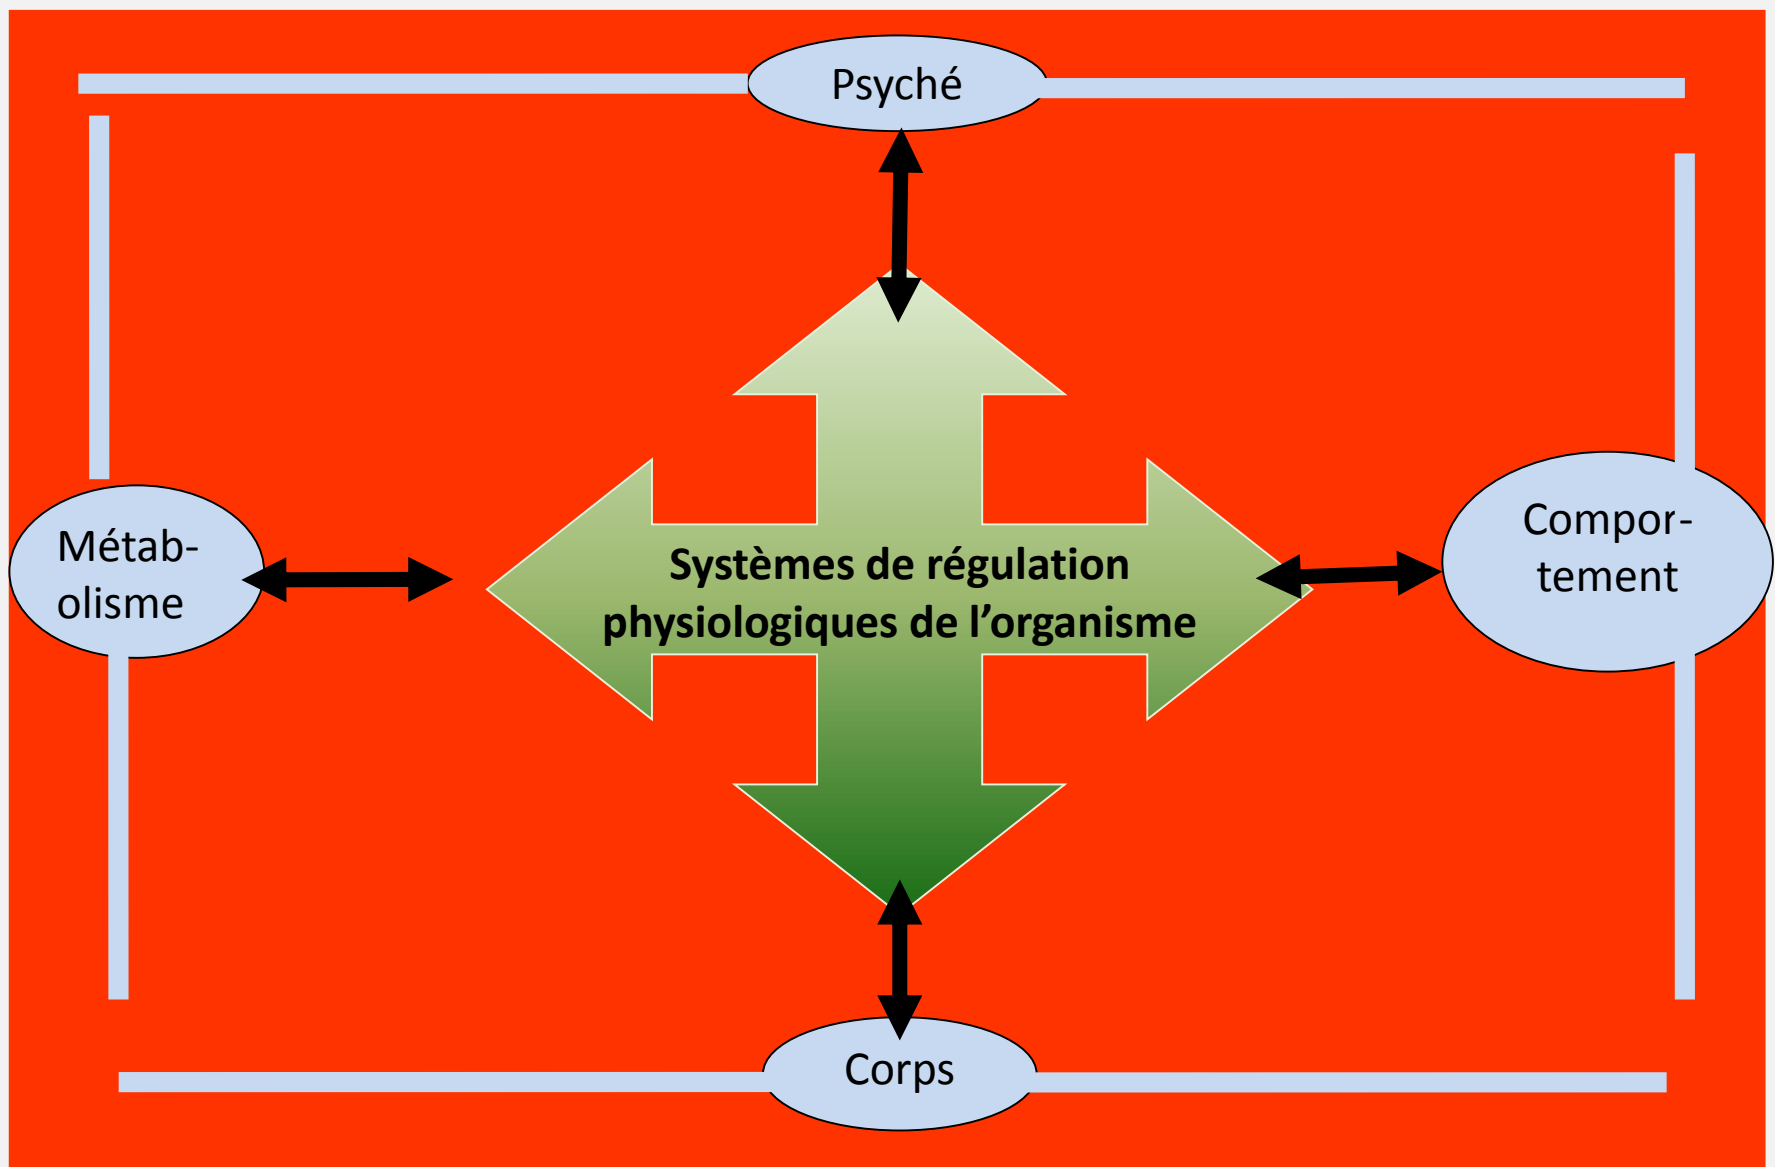 Psyché
Métab-
olisme
Systèmes de régulation
physiologiques de l’organisme
Compor-
tement
Corps